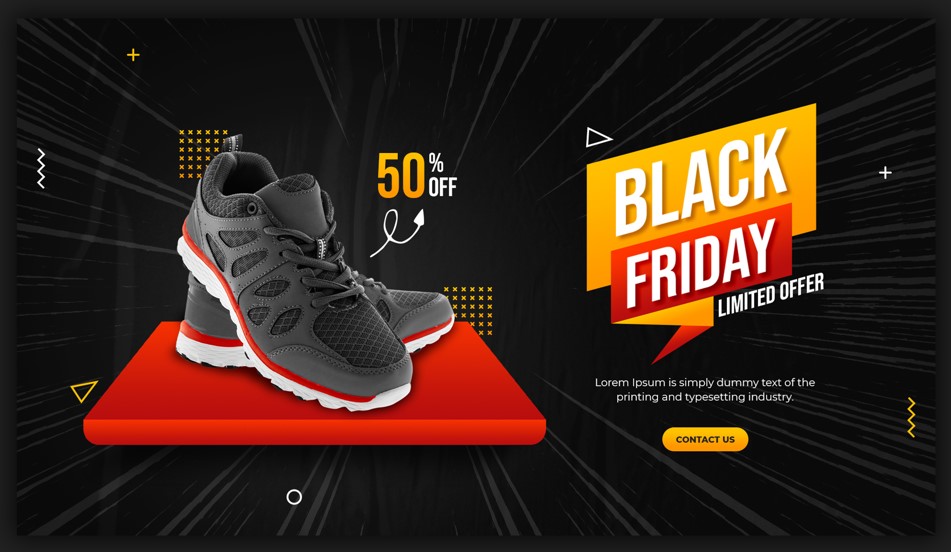 50%
OFF
BLACK
FRIDAY
LIMITED OFFER
Lorem Ipsum is simply dummy text of the
printing and typesetting industry.
CONTACT US